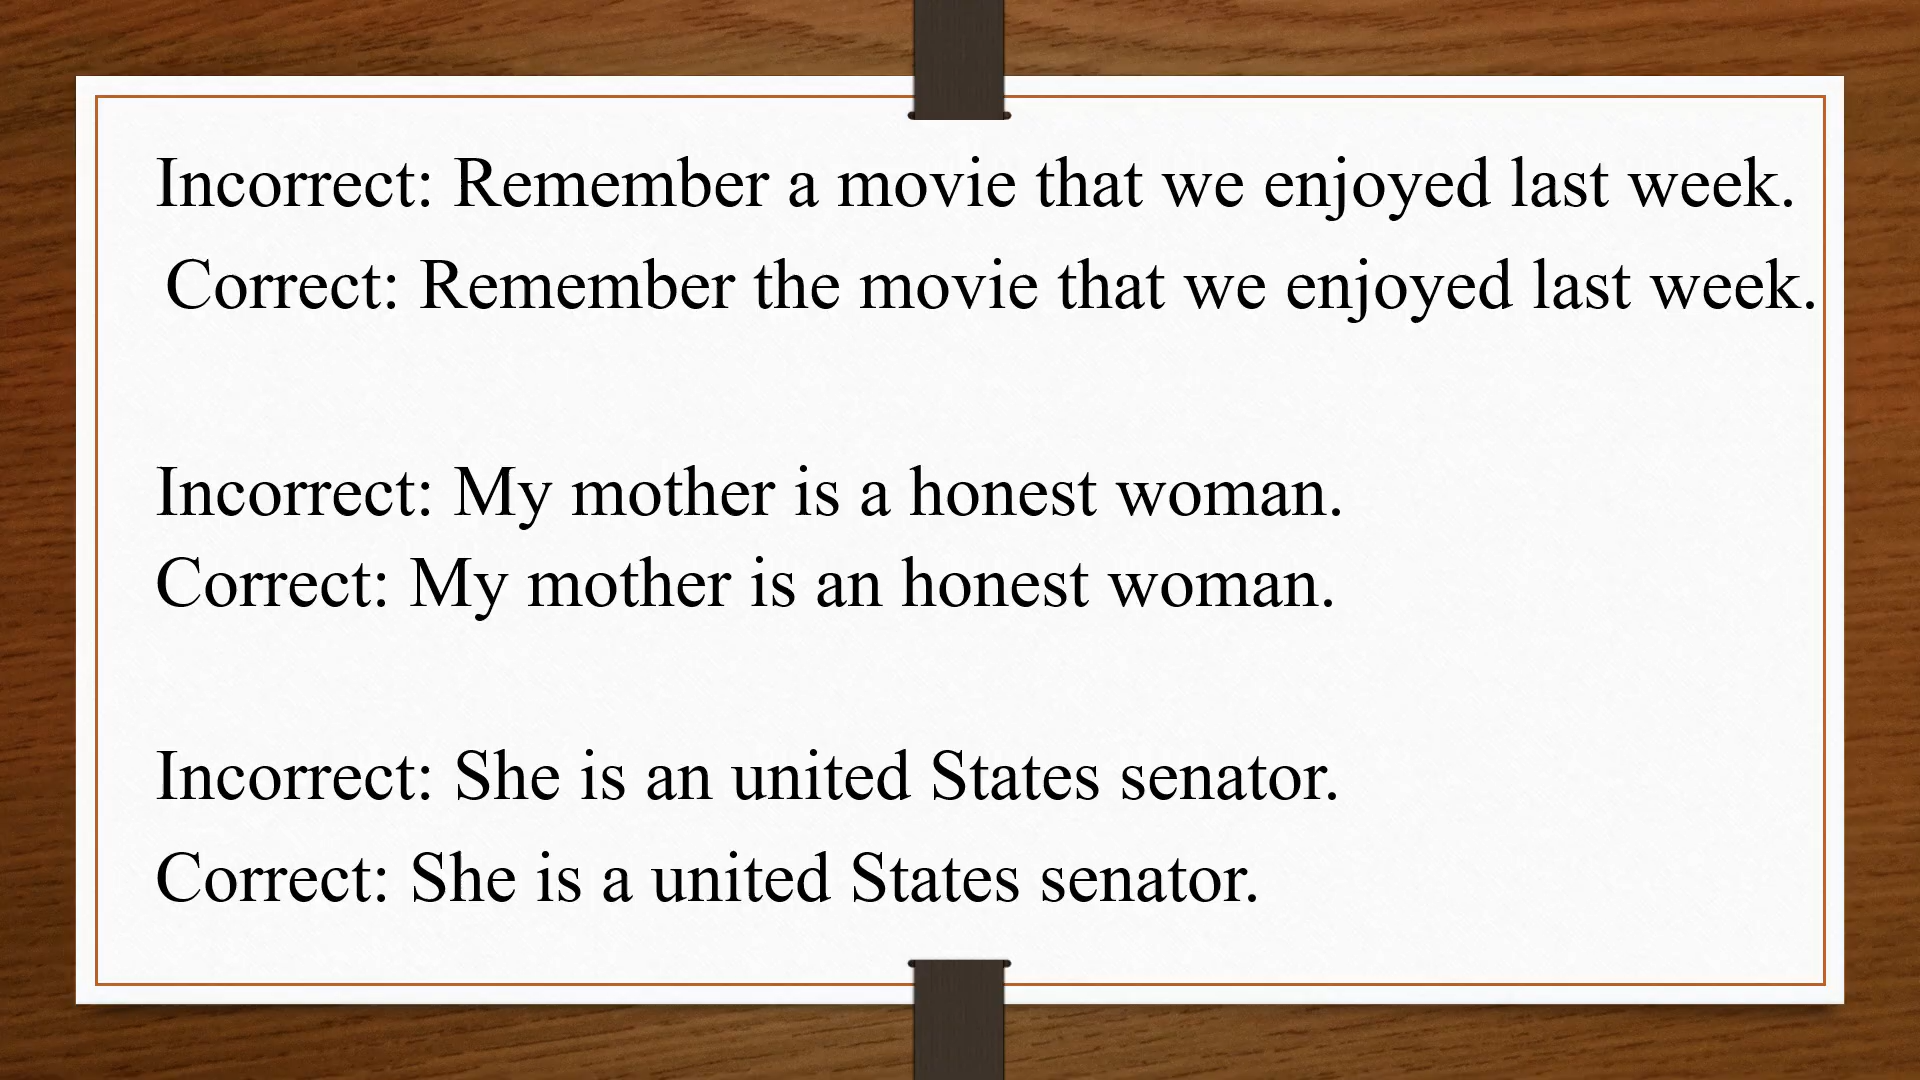 Incorrect: Remember a movie that we enjoyed last week.
Correct: Remember the movie that we enjoyed last week.
Incorrect: My mother is a honest woman.
Correct: My mother is an honest woman.
Incorrect: She is an united States senator.
Correct: She is a united States senator.